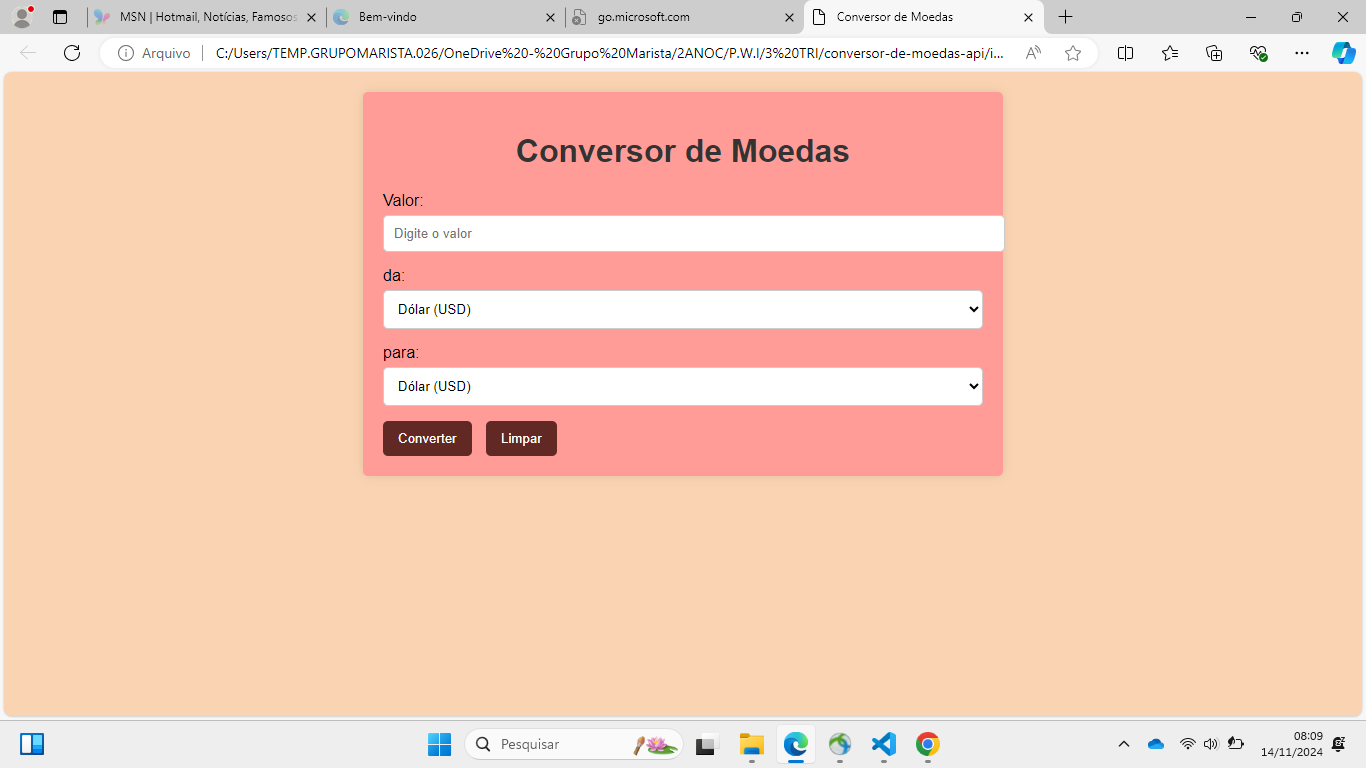 MSN | Hotmail, Notícias, Famosos
Bem-vindo
go.microsoft.com
Conversor de Moedas
Arquivo
C:/Users/TEMP.GRUPOMARISTA.026/OneDrive%20-%20Grupo%20Marista/2ANOC/P.W.I/3%20TRI/conversor-de-moedas-api/i...
Conversor de Moedas
Valor:
Digite o valor
da:
Dólar (USD)
para:
Dólar (USD)
Converter
Limpar
Pesquisar
08:09
14/11/2024